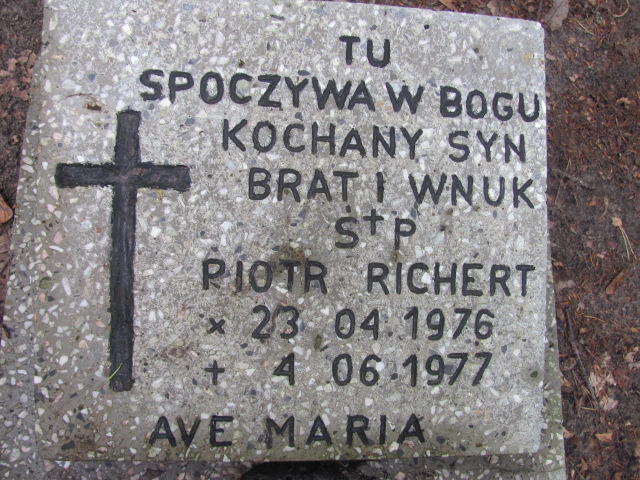 TU
SPOCZYWA W BOGU
KOCHANY SYN
BRAT I WNUK
S†P
PIOTR RICHERT
× 23 04 1976
+ 4 06 1977
AVE MARIA